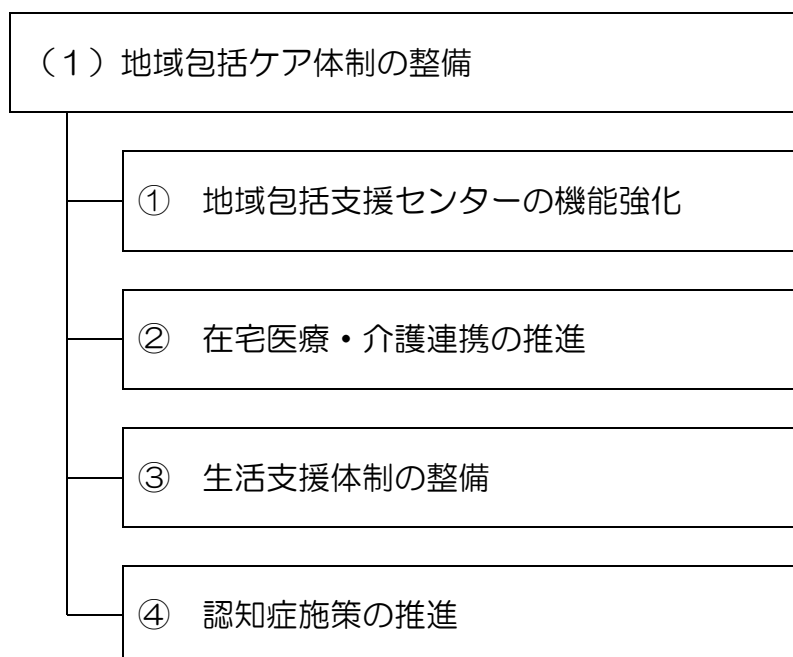 （１）地域包括ケア体制の整備
①　地域包括支援センターの機能強化
②　在宅医療・介護連携の推進
③　生活支援体制の整備
④　認知症施策の推進